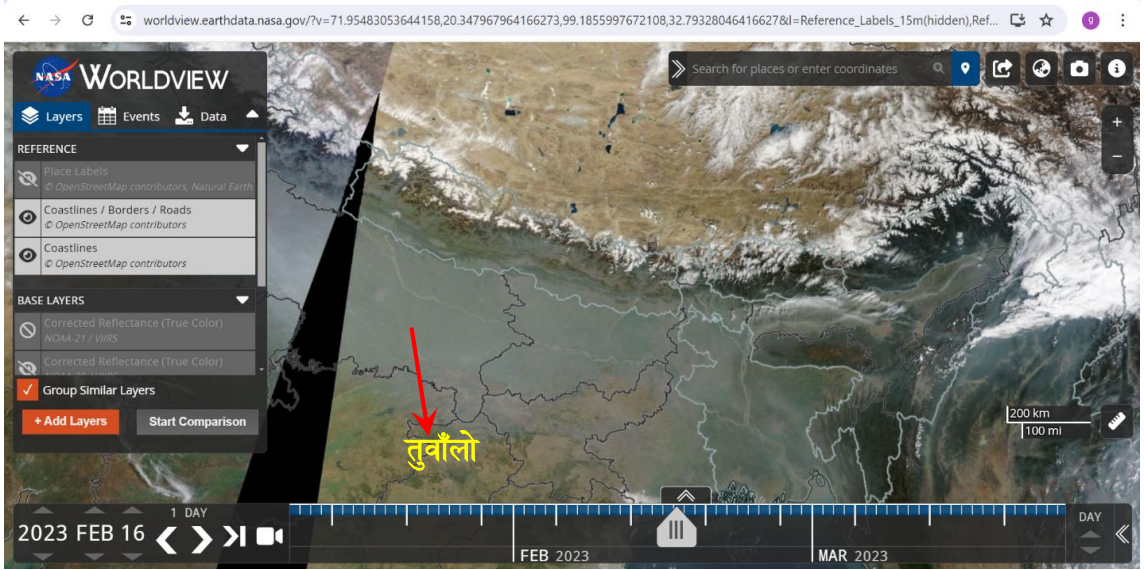 worldview.earthdata.nasa.gov/?v=71.95483053644158,20.347967964166273,99.1855997672108,32.793280464166627&l=Reference_Labels_15m(hidden),Ref...
g
NASA WORLDVIEW
Search for places or enter coordinates
Layers Events Data
REFERENCE
Place Labels
© OpenStreetMap contributors, Natural Earth
Coastlines / Borders / Roads
© OpenStreetMap contributors
Coastlines
© OpenStreetMap contributors
BASE LAYERS
Corrected Reflectance (True Color)
NOAA-21 / VIIRS
Corrected Reflectance (True Color)
Group Similar Layers
+ Add Layers Start Comparison
तुवाँलो
200 km
100 mi
1 DAY
2023 FEB 16
FEB 2023
MAR 2023
DAY